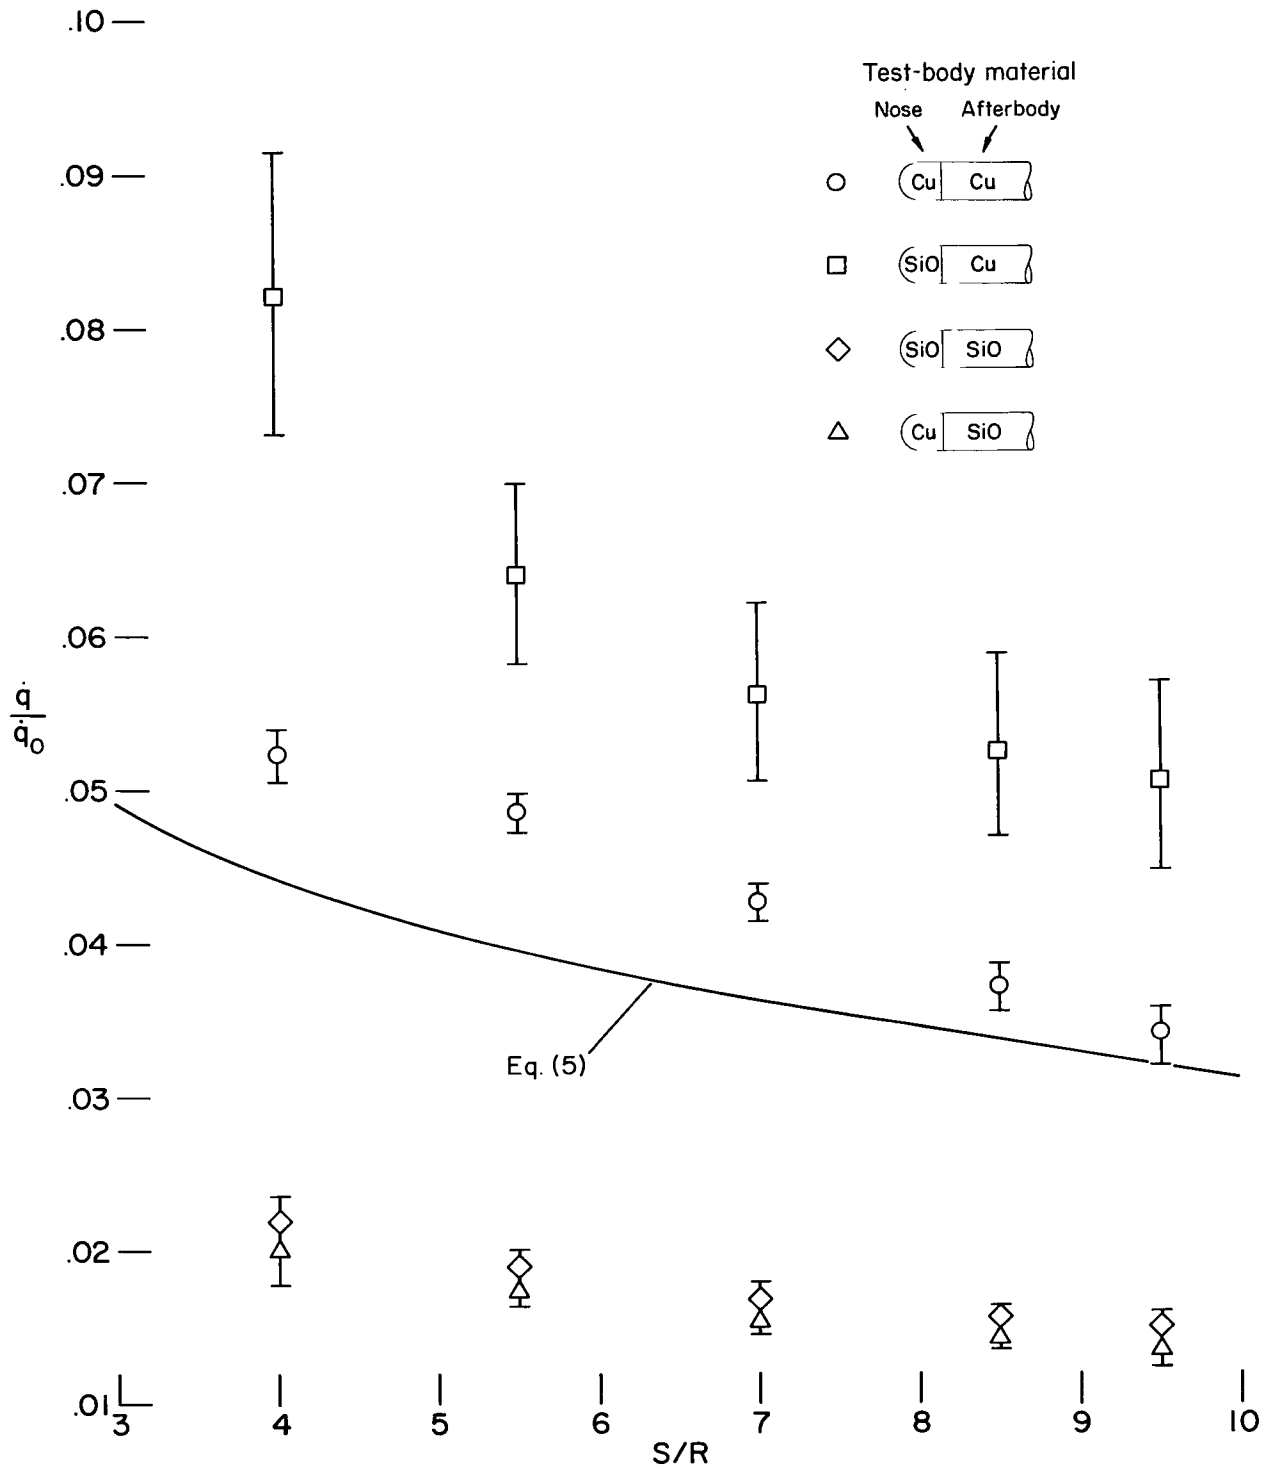 .10
.09
.08
.07
.06
.05
.04
.03
.02
.01
q̇
q̇o
Test-body material
Nose Afterbody
Cu Cu
SiO Cu
SiO SiO
Cu SiO
Eq. (5)
3 4 5 6 7 8 9 10
S/R